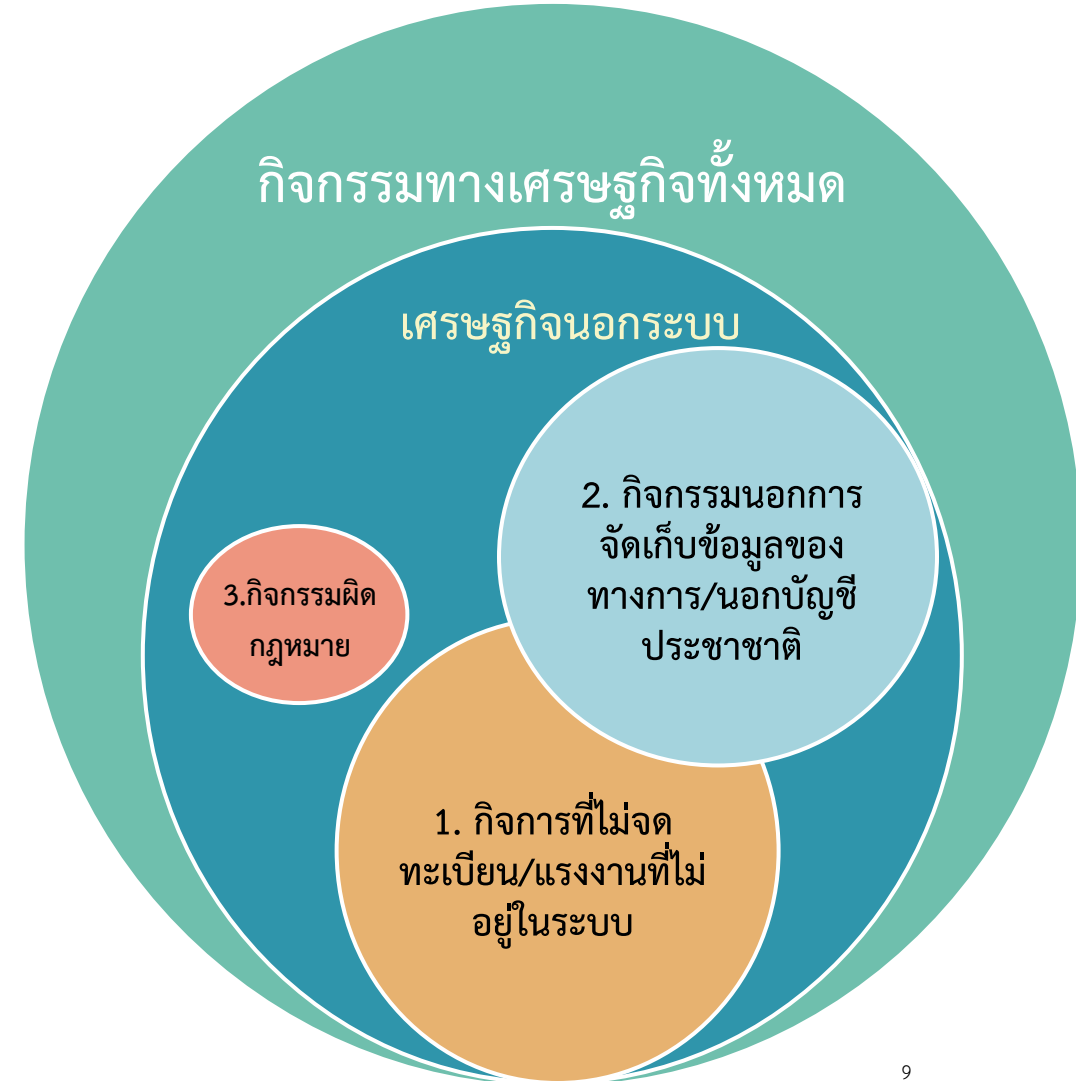 กิจกรรมทางเศรษฐกิจทั้งหมด
เศรษฐกิจนอกระบบ
2. กิจกรรมนอกการ
จัดเก็บข้อมูลของ
ทางการ/นอกบัญชี
ประชาชาติ
3.กิจกรรมผิด
กฎหมาย
1. กิจการที่ไม่จด
ทะเบียน/แรงงานที่ไม่
อยู่ในระบบ
9